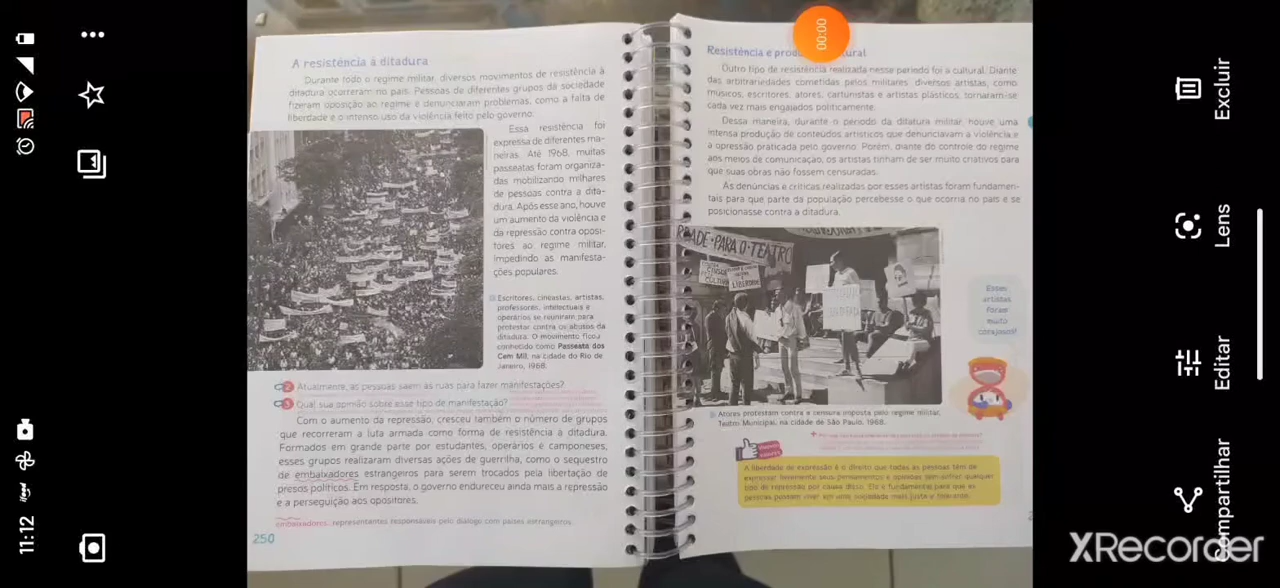 A resistência à ditadura
Durante todo o regime militar, diversos movimentos de resistência à
ditadura ocorreram no país. Pessoas de diferentes grupos da sociedade
fizeram oposição ao regime e denunciaram problemas, como a falta de
liberdade e o intenso uso da violência feito pelo governo.
Essa resistência foi
expressa de diferentes ma-
neiras. Até 1968, muitas
passeatas foram organiza-
das mobilizando milhares
de pessoas contra a dita-
dura. Após esse ano, houve
um aumento da violência e
da repressão contra oposi-
tores ao regime militar,
impedindo as manifesta-
ções populares.
Escritores, cineastas, artistas,
professores, intelectuais e
operários se reuniram para
protestar contra os abusos da
ditadura. O movimento ficou
conhecido como Passeata dos
Cem Mil, na cidade do Rio de
Janeiro, 1968.
2 Atualmente, as pessoas saem às ruas para fazer manifestações?
3 Qual sua opinião sobre esse tipo de manifestação?
Com o aumento da repressão, cresceu também o número de grupos
que recorreram à luta armada como forma de resistência à ditadura.
Formados em grande parte por estudantes, operários e camponeses,
esses grupos realizaram diversas ações de guerrilha, como o sequestro
de embaixadores estrangeiros para serem trocados pela libertação de
presos políticos. Em resposta, o governo endureceu ainda mais a repressão
e a perseguição aos opositores.
embaixadores: representantes responsáveis pelo diálogo com países estrangeiros
250
Resistência e
Outro tipo de resistência realizada nesse período foi a cultural. Diante
das arbitrariedades cometidas pelos militares, diversos artistas, como
músicos, escritores, atores, cartunistas e artistas plásticos, tornaram-se
cada vez mais engajados politicamente.
Dessa maneira, durante o período da ditatura militar houve uma
intensa produção de conteúdos artísticos que denunciavam a violência e
a opressão praticada pelo governo. Porém, diante do controle do regime
aos meios de comunicação, os artistas tinham de ser muito criativos para
que suas obras não fossem censuradas.
As denúncias e críticas realizadas por esses artistas foram fundamen-
tais para que parte da população percebesse o que ocorria no país e se
posicionasse contra a ditadura.
PARA O TEATRO
CULTURA
LIBERDADE
Esses
artistas
foram
muito
corajosos!
Atores protestam contra a censura imposta pelo regime militar,
Teatro Municipal, na cidade de São Paulo, 1968.
A liberdade de expressão é o direito que todas as pessoas têm de
expressar livremente seus pensamentos e opiniões sem sofrer qualquer
tipo de repressão por causa disso. Ela é fundamental para que as
pessoas possam viver em uma sociedade mais justa e tolerante.
00:00
Excluir
Lens
Editar
Compartilhar
11:12
ifood
XRecorder